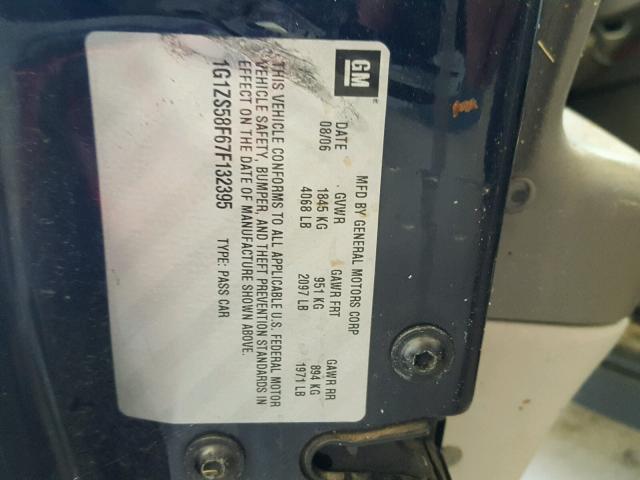 GM
MFD BY GENERAL MOTORS CORP
DATE GVWR GAWR FRT GAWR RR
08/06 1845 KG 951 KG 894 KG
4068 LB 2097 LB 1971 LB
THIS VEHICLE CONFORMS TO ALL APPLICABLE U.S. FEDERAL MOTOR
VEHICLE SAFETY, BUMPER, AND THEFT PREVENTION STANDARDS IN
EFFECT ON THE DATE OF MANUFACTURE SHOWN ABOVE.
1G1ZS58F67F132395 TYPE: PASS CAR